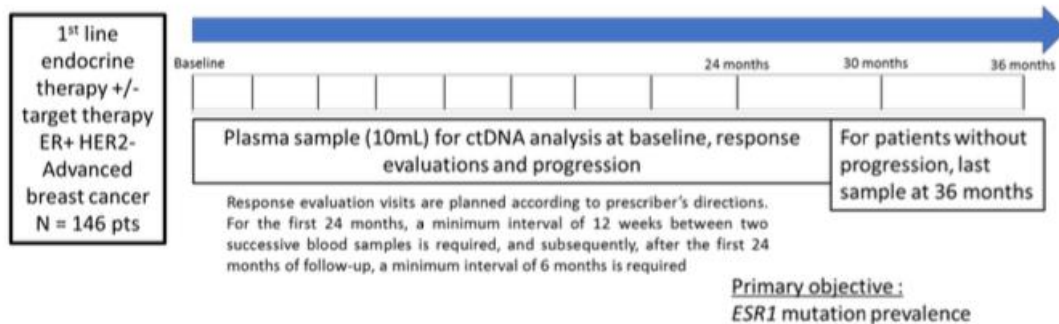 1st line
endocrine
therapy +/-
target therapy
ER+ HER2-
Advanced
breast cancer
N = 146 pts
Baseline
24 months
30 months
36 months
Plasma sample (10mL) for ctDNA analysis at baseline, response
evaluations and progression
For patients without
progression, last
sample at 36 months
Response evaluation visits are planned according to prescriber's directions.
For the first 24 months, a minimum interval of 12 weeks between two
successive blood samples is required, and subsequently, after the first 24
months of follow-up, a minimum interval of 6 months is required
Primary objective :
ESR1 mutation prevalence